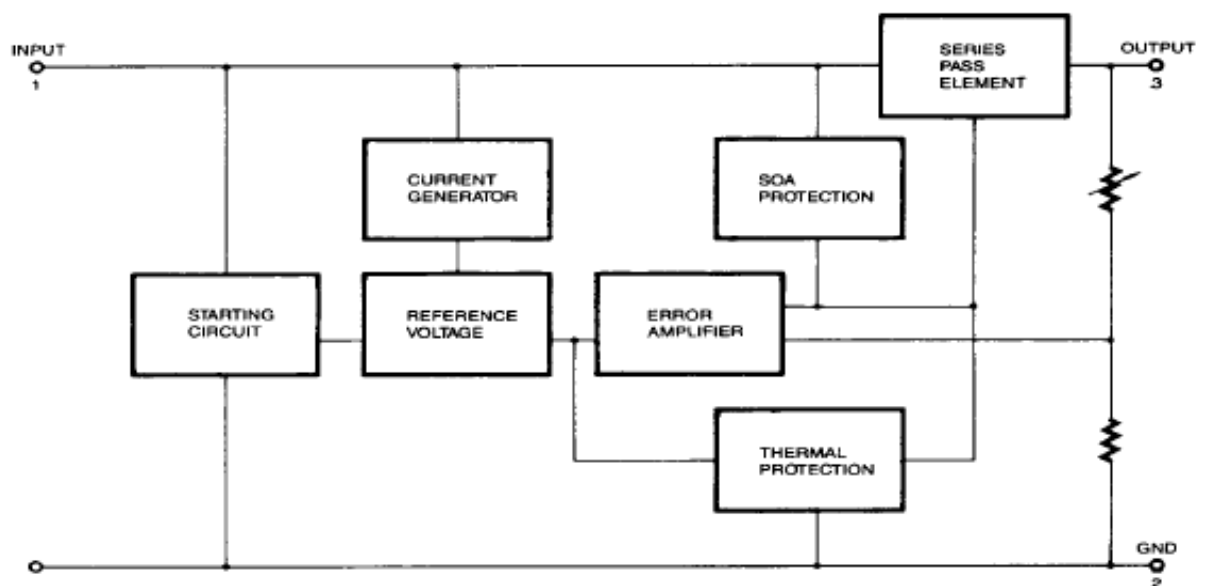 INPUT
1
SERIES
PASS
ELEMENT
OUTPUT
3
CURRENT
GENERATOR
SOA
PROTECTION
STARTING
CIRCUIT
REFERENCE
VOLTAGE
ERROR
AMPLIFIER
THERMAL
PROTECTION
GND
2